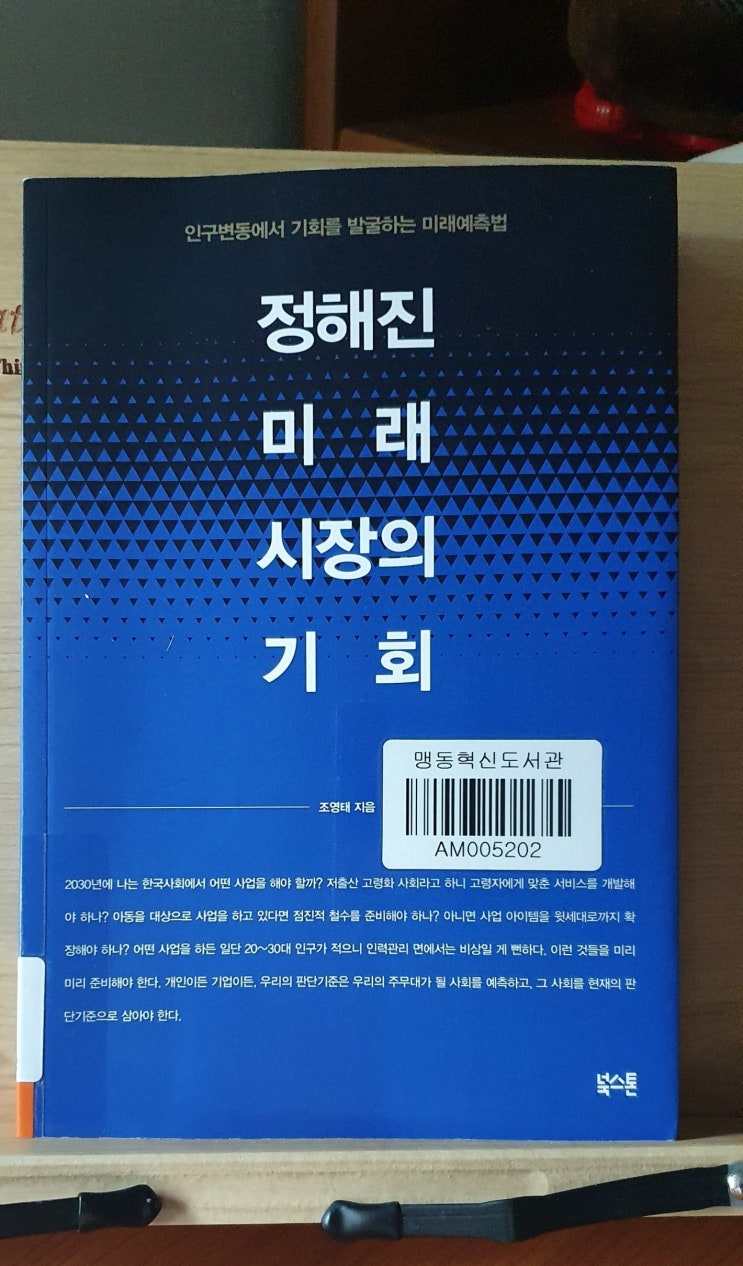 인구변동에서 기회를 발굴하는 미래예측법
정해진
미 래
시장의
기 회
맹동혁신도서관
AM005202
조영태 지음
2030년에 나는 한국사회에서 어떤 사업을 해야 할까? 저출산 고령화 사회라고 하니 고령자에게 맞춘 서비스를 개발해
야 하나? 아동을 대상으로 사업을 하고 있다면 점진적 철수를 준비해야 하나? 아니면 사업 아이템을 윗세대로까지 확
장해야 하나? 어떤 사업을 하든 일단 20~30대 인구가 적으니 인력관리 면에서는 비상일 게 뻔하다. 이런 것들을 미리
미리 준비해야 한다. 개인이든 기업이든, 우리의 판단기준은 우리의 주무대가 될 사회를 예측하고, 그 사회를 현재의 판
단기준으로 삼아야 한다.
북스톤